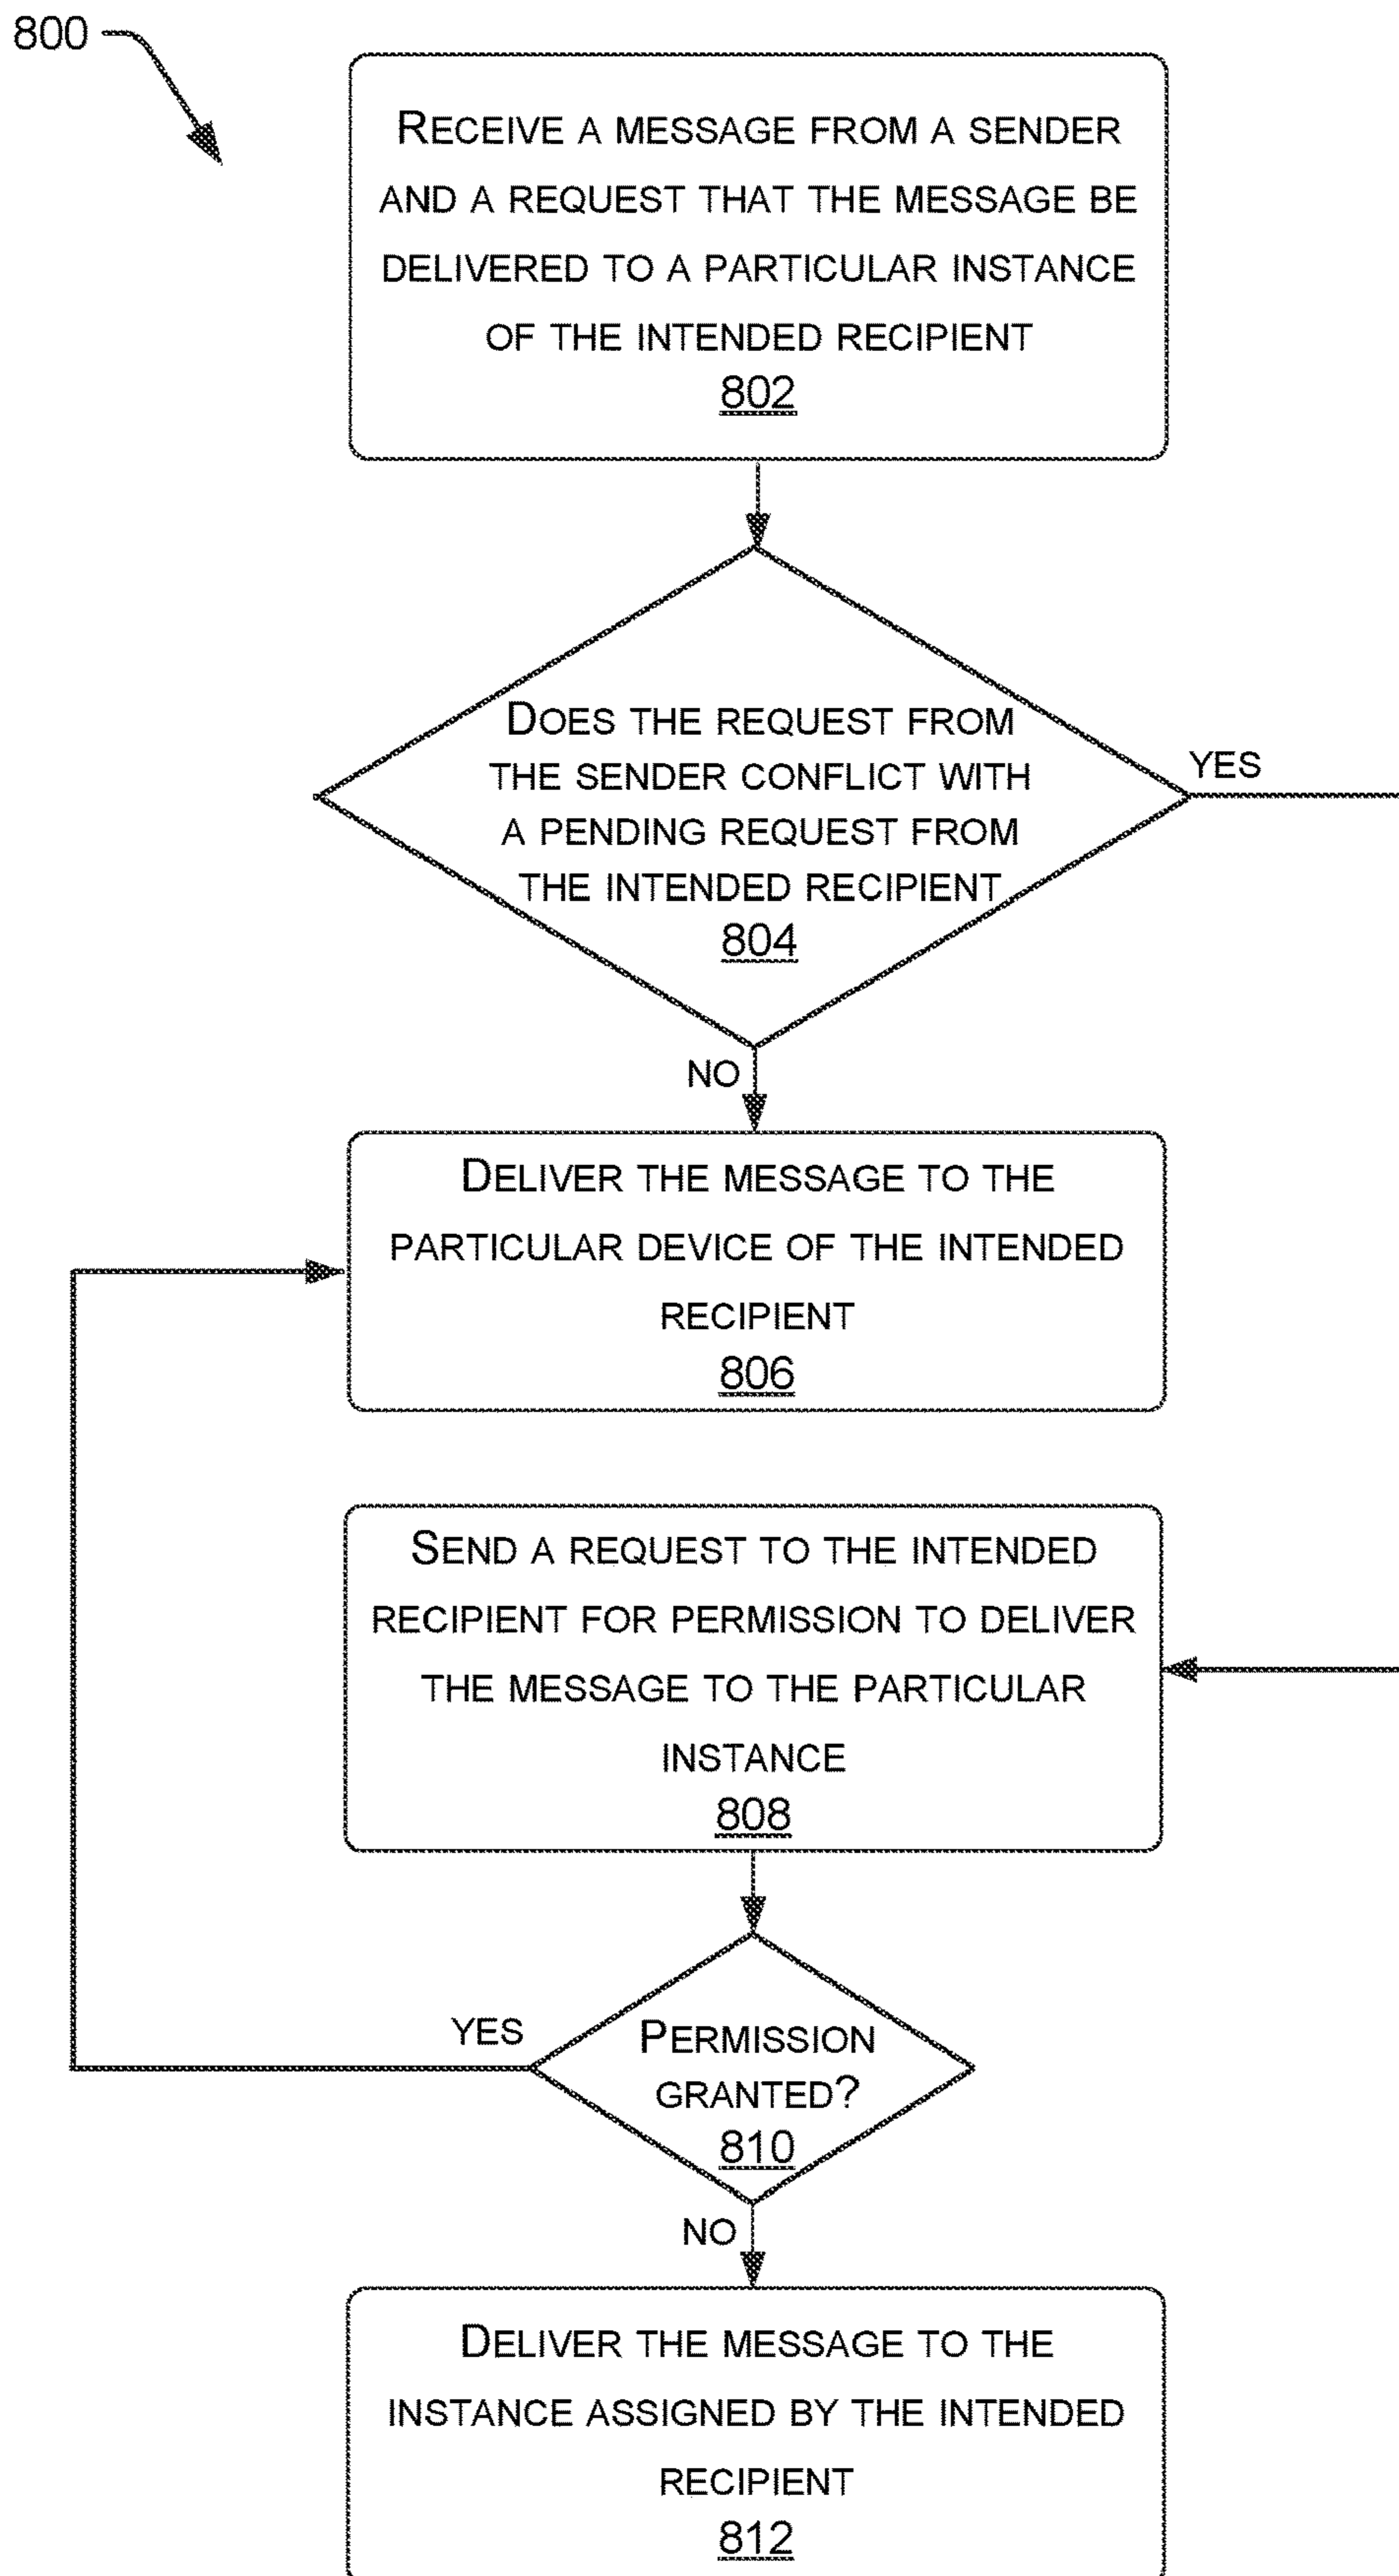 800
RECEIVE A MESSAGE FROM A SENDER
AND A REQUEST THAT THE MESSAGE BE
DELIVERED TO A PARTICULAR INSTANCE
OF THE INTENDED RECIPIENT
802
DOES THE REQUEST FROM
THE SENDER CONFLICT WITH
A PENDING REQUEST FROM
THE INTENDED RECIPIENT
804
YES
NO
DELIVER THE MESSAGE TO THE
PARTICULAR DEVICE OF THE INTENDED
RECIPIENT
806
SEND A REQUEST TO THE INTENDED
RECIPIENT FOR PERMISSION TO DELIVER
THE MESSAGE TO THE PARTICULAR
INSTANCE
808
YES
PERMISSION
GRANTED?
810
NO
DELIVER THE MESSAGE TO THE
INSTANCE ASSIGNED BY THE INTENDED
RECIPIENT
812